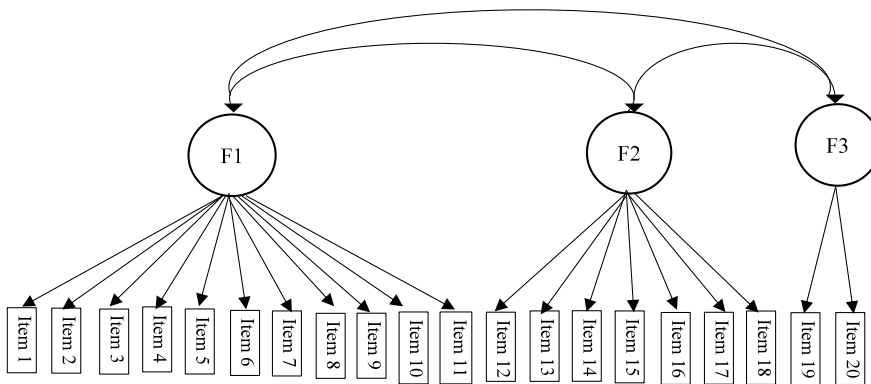 F1
F2
F3
Item 1
Item 2
Item 3
Item 4
Item 5
Item 6
Item 7
Item 8
Item 9
Item 10
Item 11
Item 12
Item 13
Item 14
Item 15
Item 16
Item 17
Item 18
Item 19
Item 20